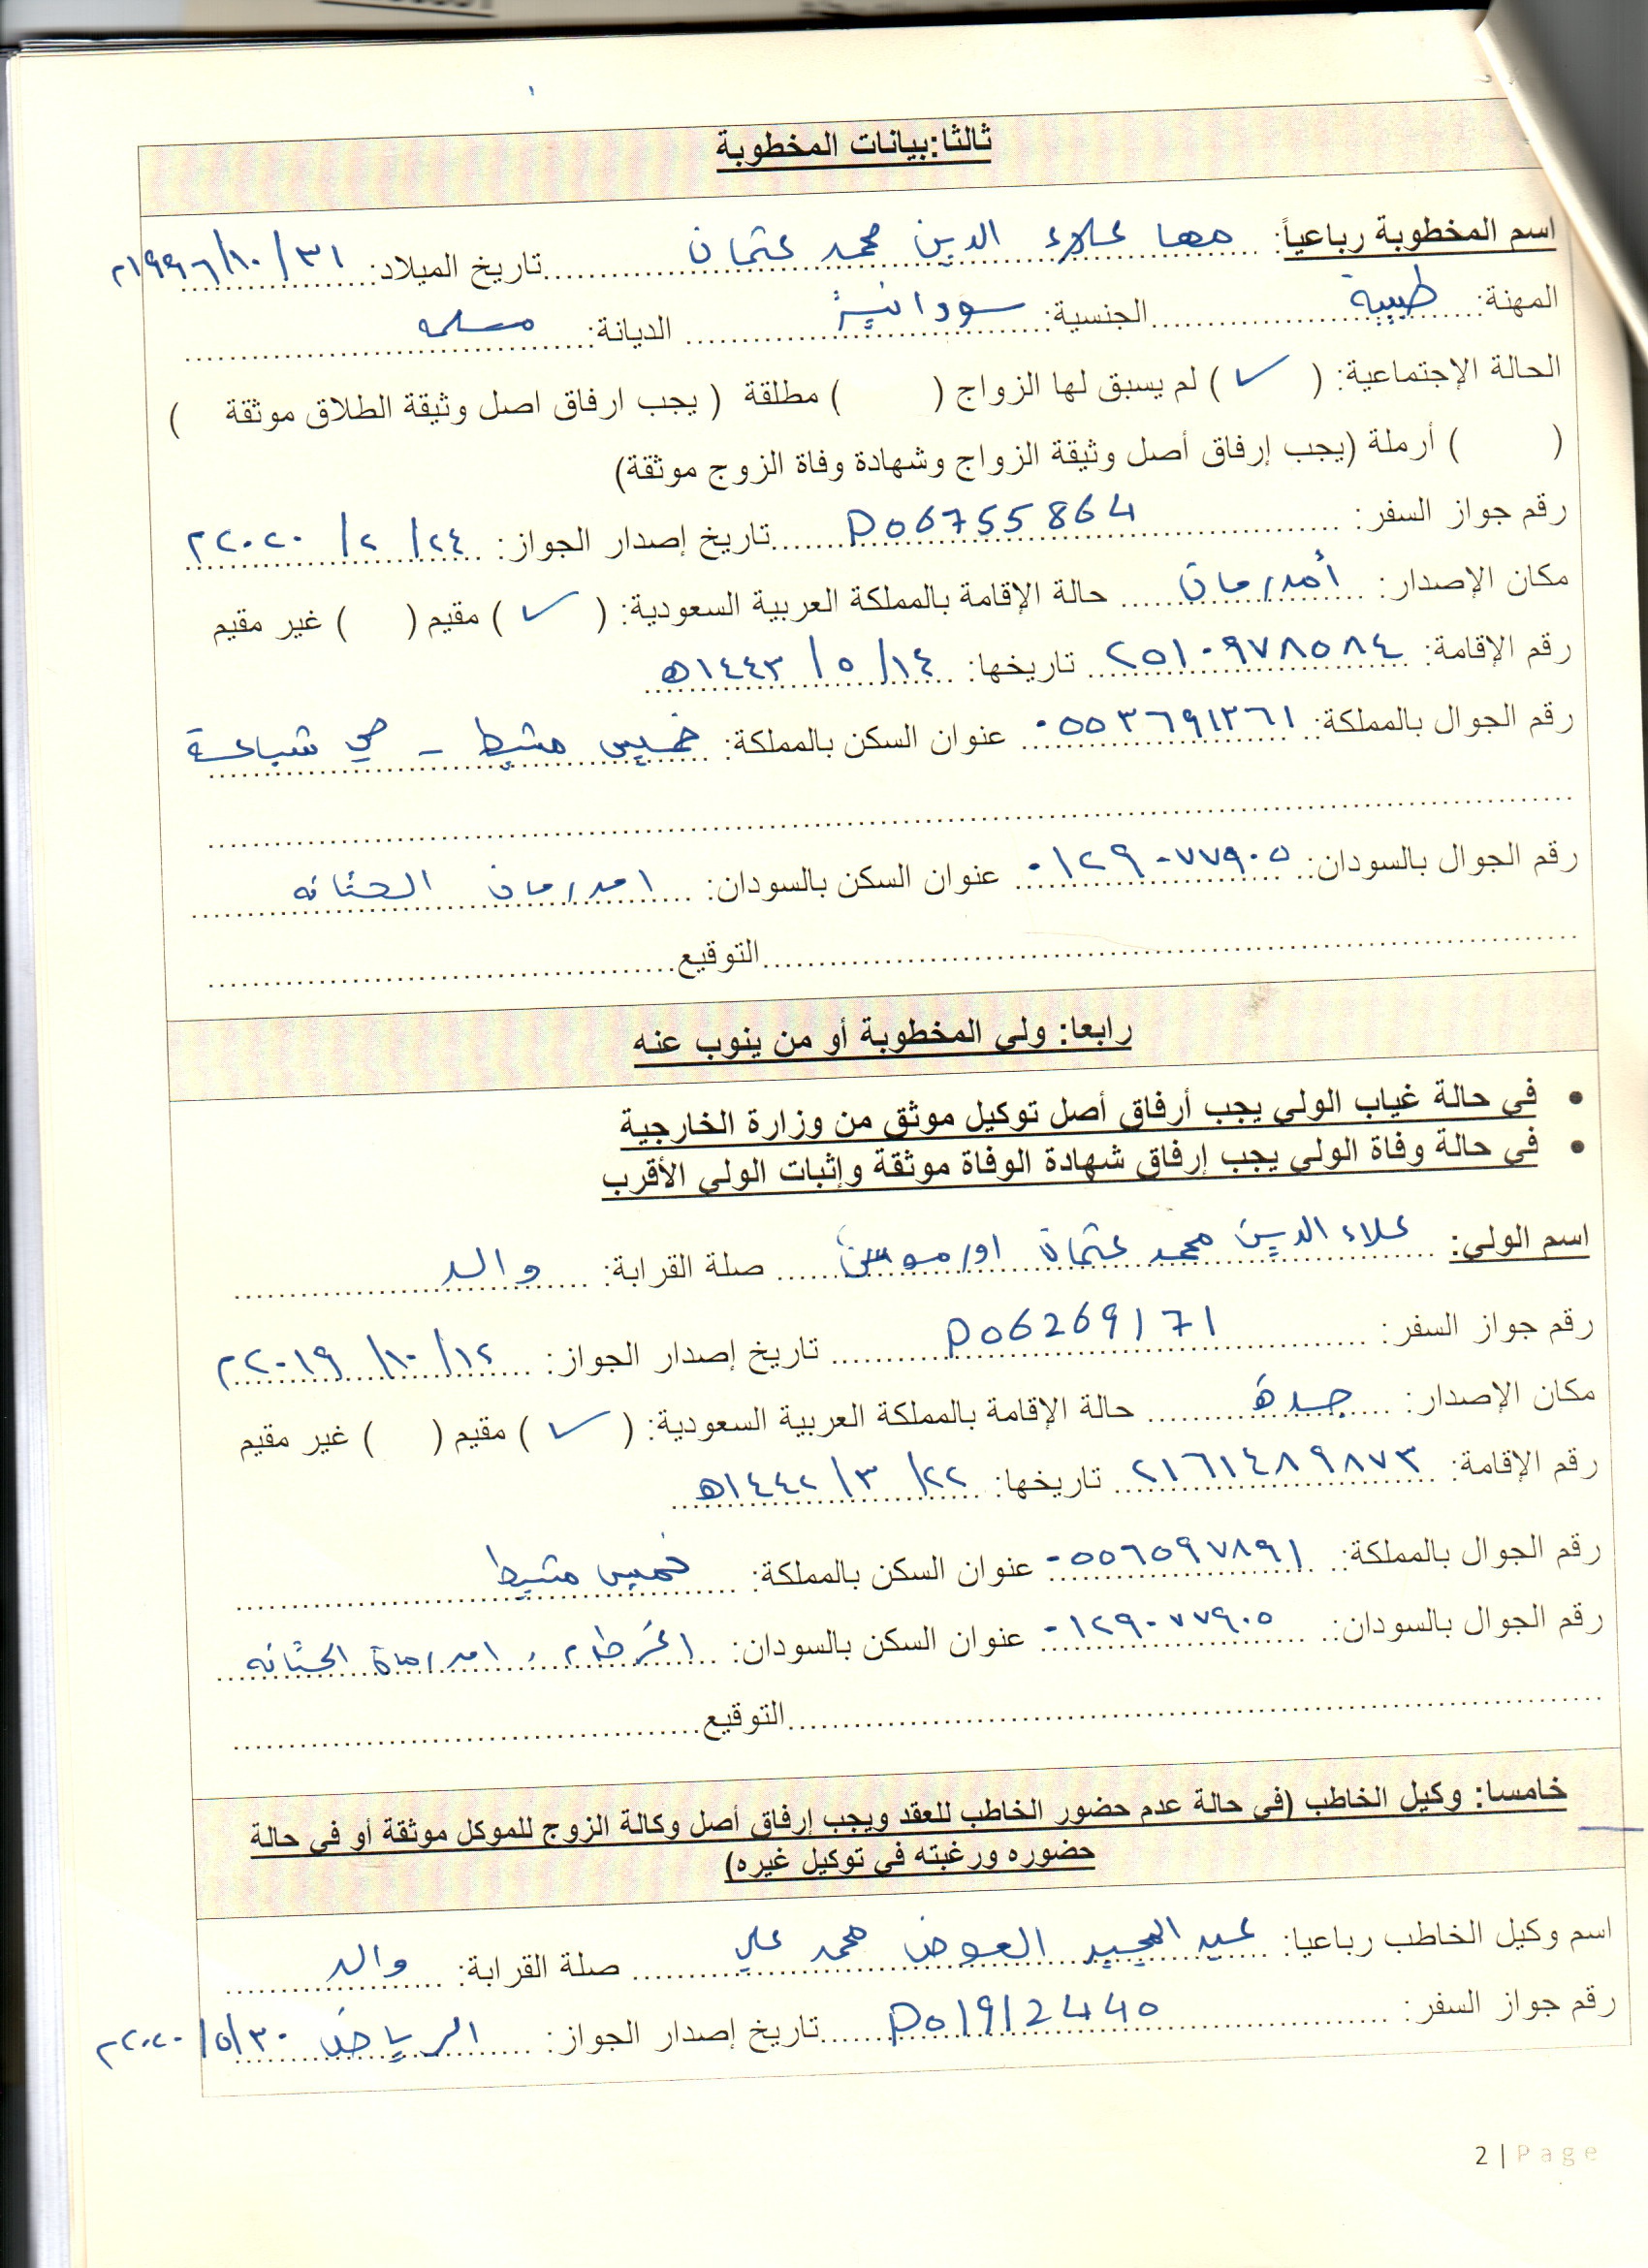 ثالثا:بيانات المخطوبة
اسم المخطوبة رباعياً: مها علاء الدين محمد عثمان تاريخ الميلاد: ٣١/١٠/١٩٩٦م
المهنة: طبيبة الجنسية: سودانية الديانة: مسلمه
الحالة الإجتماعية: ( ✓ ) لم يسبق لها الزواج ( ) مطلقة ( يجب ارفاق اصل وثيقة الطلاق موثقة )
( ) أرملة (يجب إرفاق أصل وثيقة الزواج وشهادة وفاة الزوج موثقة)
رقم جواز السفر: P06755864 تاريخ إصدار الجواز: ٢٤/ ٢/ ٢٠٢٠م
مكان الإصدار: أمدرمان حالة الإقامة بالمملكة العربية السعودية: ( ✓ ) مقيم ( ) غير مقيم
رقم الإقامة: ٢٥١٠٩٧٨٥٨٤ تاريخها: ١٤/ ٥/ ١٤٤٣ه
رقم الجوال بالمملكة: ٠٥٥٣٦٩١٣٦١ عنوان السكن بالمملكة: خميس مشيط - حي شباعة
رقم الجوال بالسودان: ٠١٢٩٠٧٧٩٠٥ عنوان السكن بالسودان: امدرمان الحتانه
التوقيع
رابعا: ولي المخطوبة أو من ينوب عنه
• في حالة غياب الولي يجب أرفاق أصل توكيل موثق من وزارة الخارجية
• في حالة وفاة الولي يجب إرفاق شهادة الوفاة موثقة وإثبات الولي الأقرب
اسم الولي: علاء الدين محمد عثمان صلة القرابة: والد
رقم جواز السفر: P06269171 تاريخ إصدار الجواز: ١٢/ ١٠/ ٢٠١٩م
مكان الإصدار: جدة حالة الإقامة بالمملكة العربية السعودية: ( ✓ ) مقيم ( ) غير مقيم
رقم الإقامة: ٢١٦١٤٨٩٨٧٣ تاريخها: ٢٢/ ٣/ ١٤٤٢ه
رقم الجوال بالمملكة: ٠٥٥٦٥٩٧٨٩١ عنوان السكن بالمملكة: خميس مشيط
رقم الجوال بالسودان: ٠١٢٩٠٧٧٩٠٥ عنوان السكن بالسودان: الخرطوم ، امدرمان الحتانه
التوقيع
خامسا: وكيل الخاطب (في حالة عدم حضور الخاطب للعقد ويجب إرفاق أصل وكالة الزوج للموكل موثقة أو في حالة
حضوره ورغبته في توكيل غيره)
اسم وكيل الخاطب رباعيا: عبد المجيد العوض محمد علي صلة القرابة: والد
رقم جواز السفر: P01912440 تاريخ إصدار الجواز: الرياض ٣٠/٥/٢٠٢٠م
2 | Page